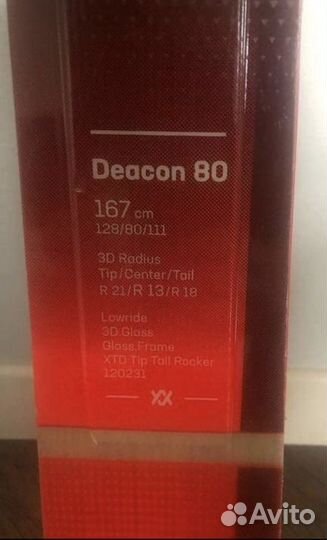 Deacon 80
167 cm
128/80/111
3D Radius
Tip/Center/Tail
R 21/R 13/R 18
Lowride
3D.Glass
Glass.Frame
XTD Tip Tail Rocker
120231
Avito